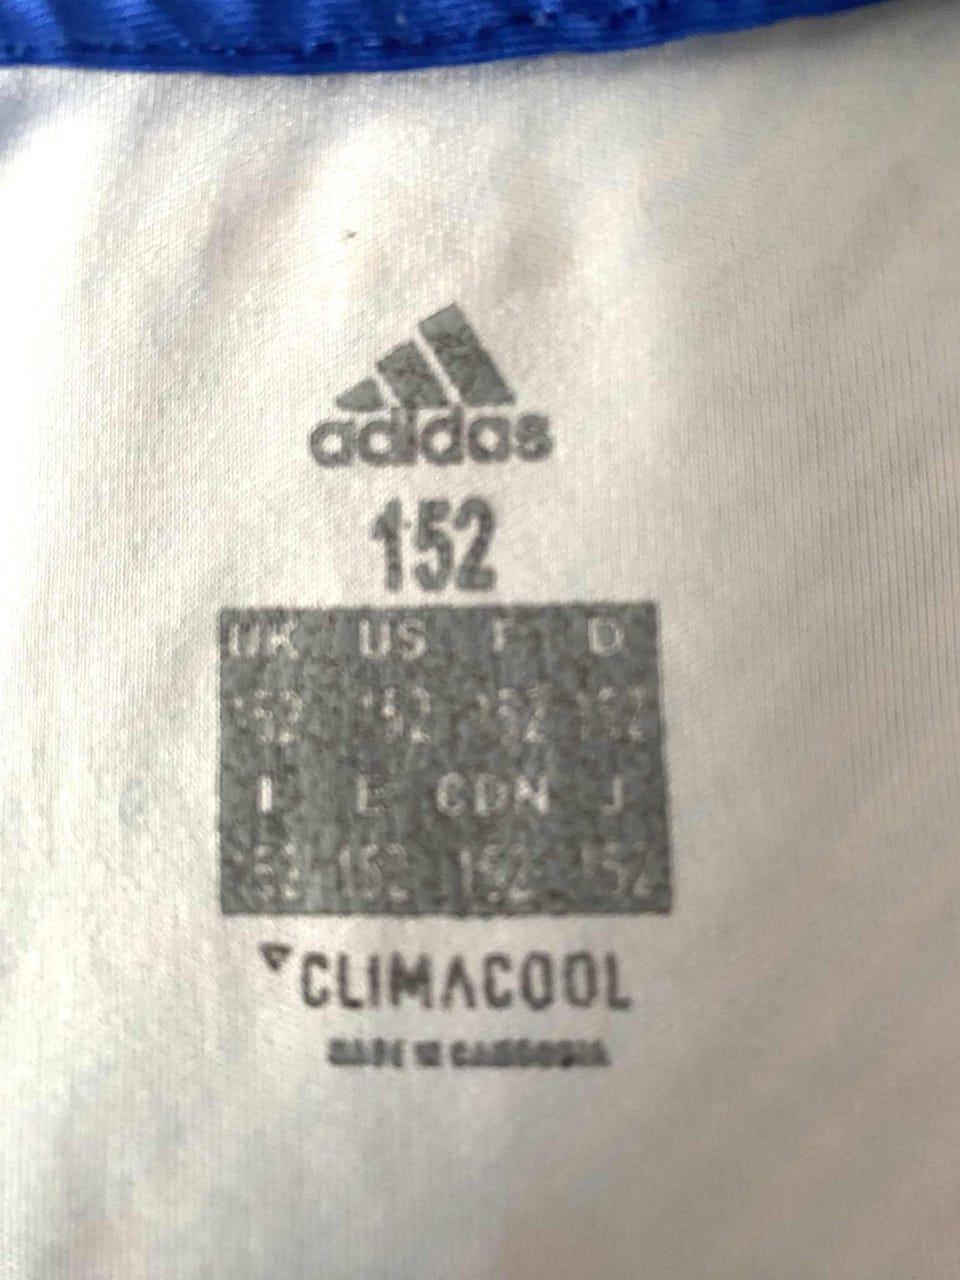 adidas
152
UK US F D
152 152 152 152
I E CDN J
152 152 152 152
CLIMACOOL
MADE IN CAMBODIA